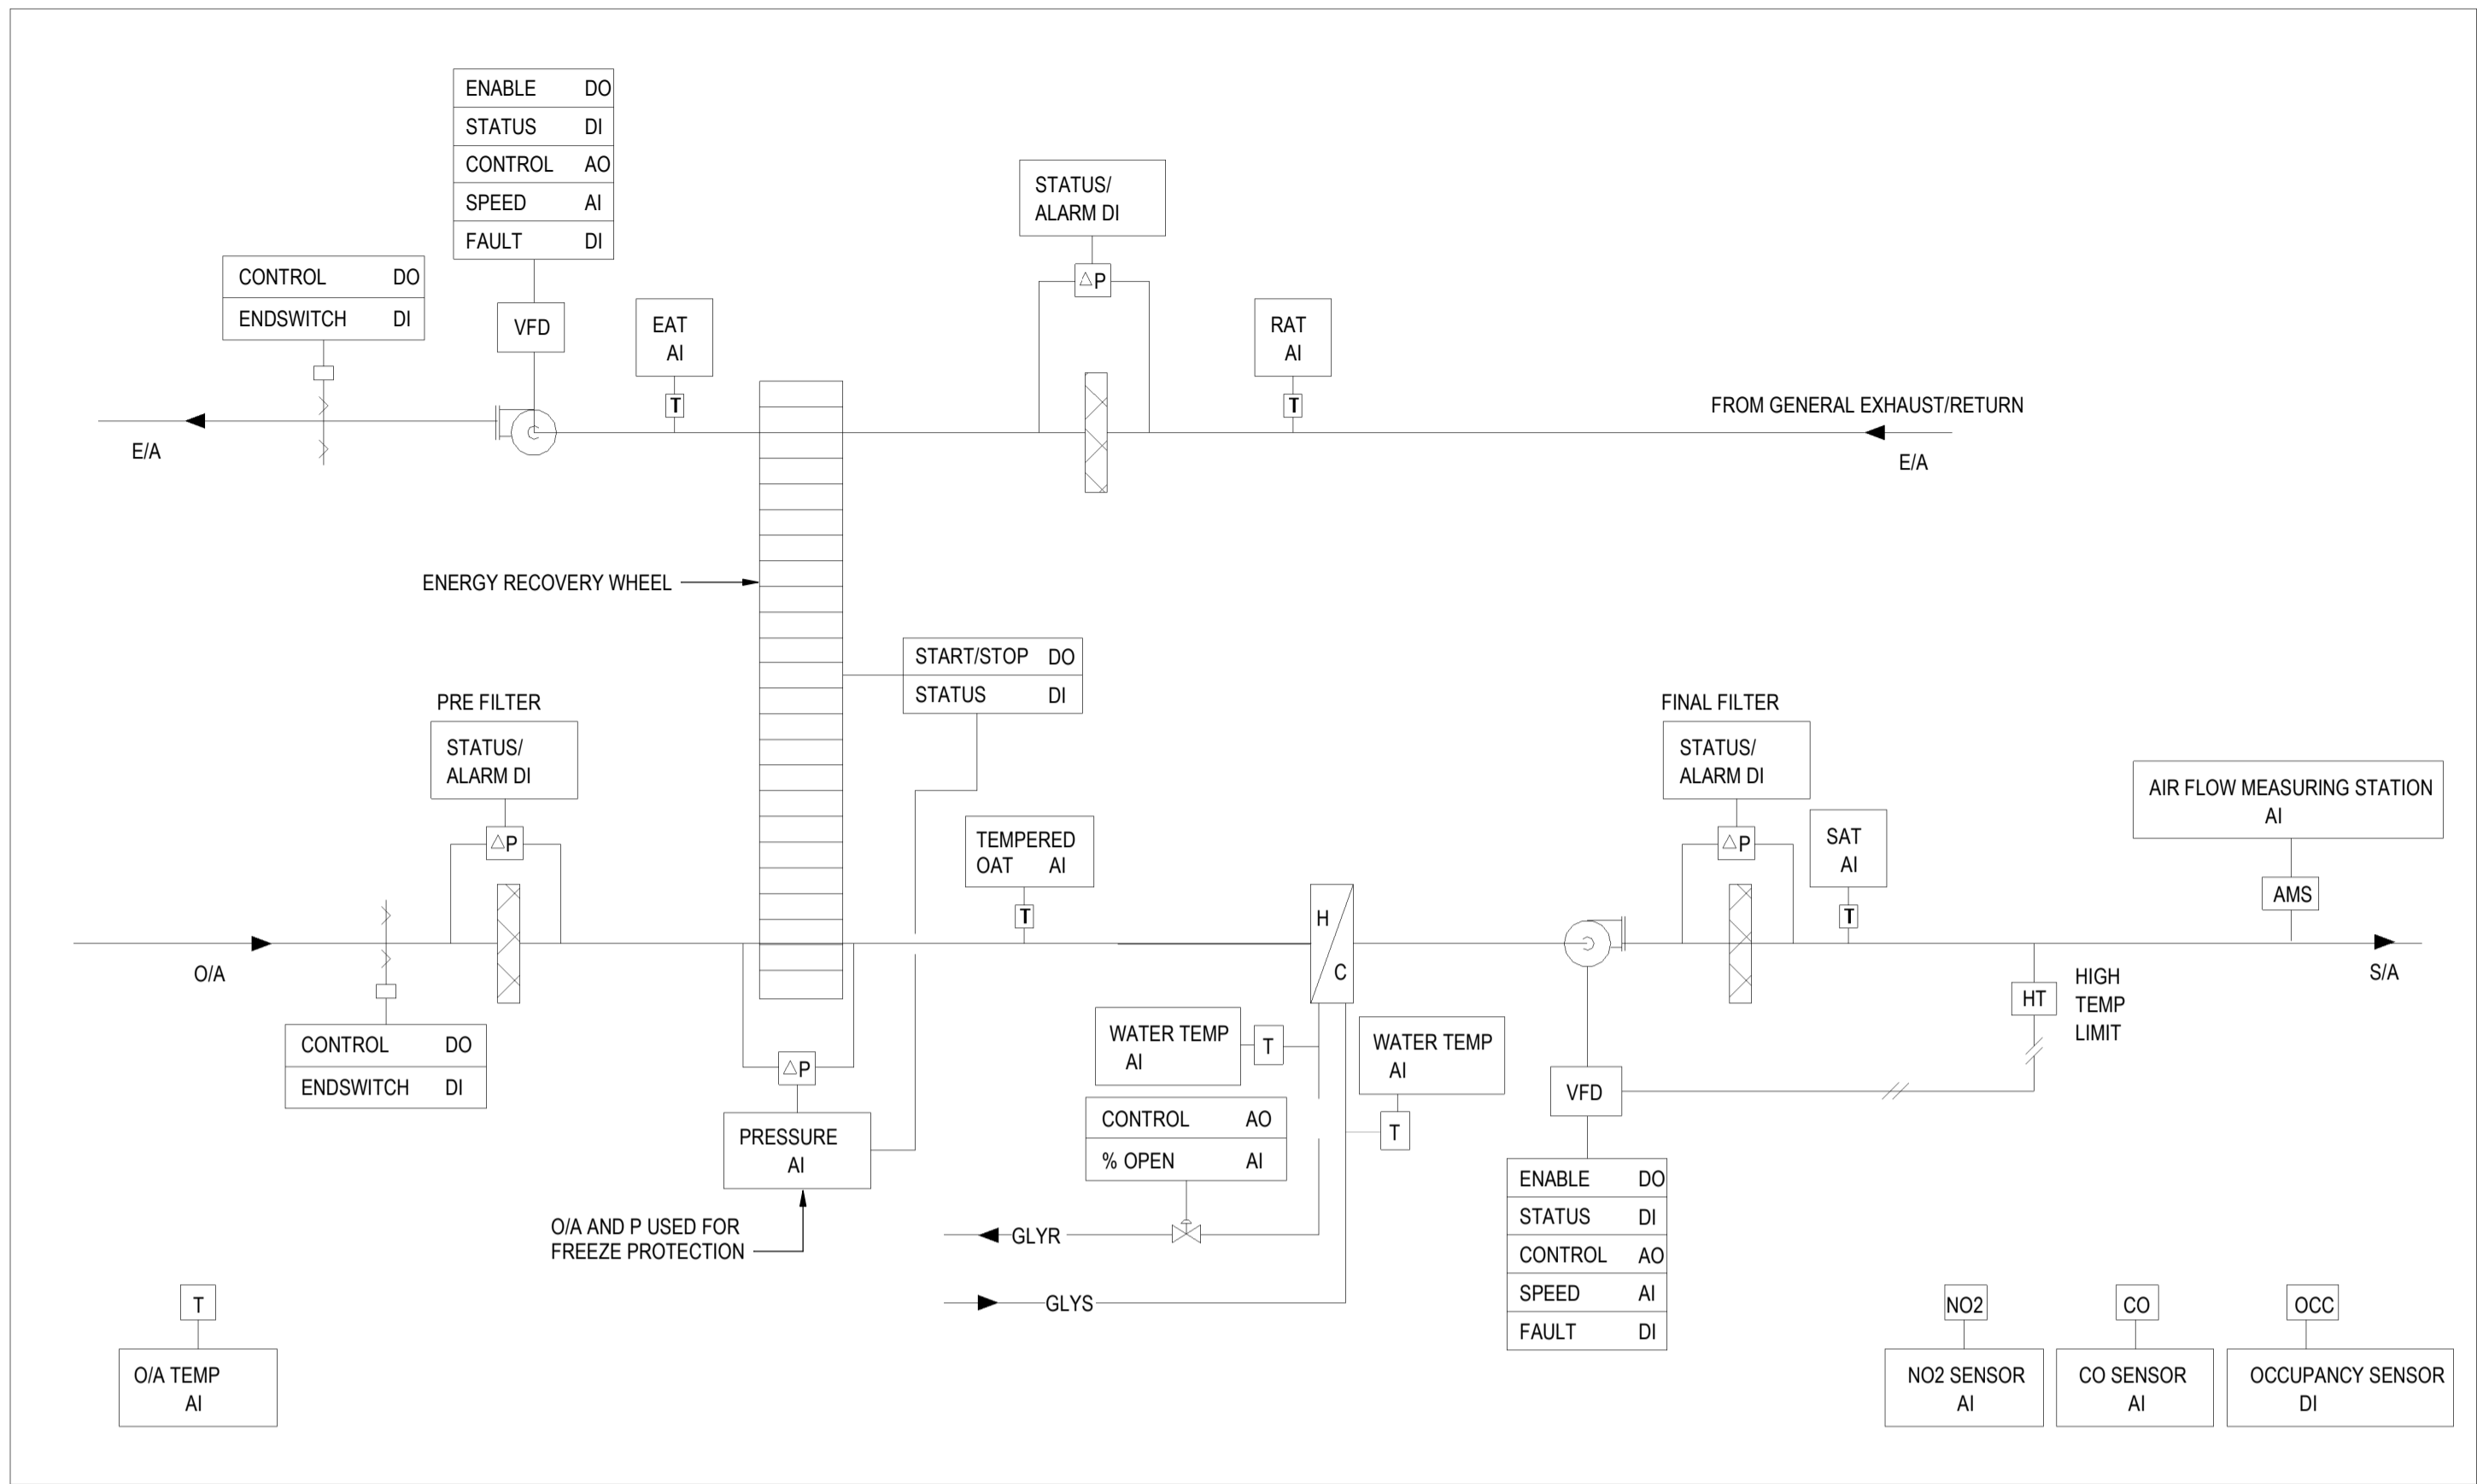 ENABLE DO
STATUS DI
CONTROL AO
SPEED AI
FAULT DI
STATUS/
ALARM DI
CONTROL DO
ENDSWITCH DI
△P
VFD
EAT
AI
T
RAT
AI
T
FROM GENERAL EXHAUST/RETURN
E/A
E/A
ENERGY RECOVERY WHEEL
START/STOP DO
STATUS DI
PRE FILTER
STATUS/
ALARM DI
△P
FINAL FILTER
STATUS/
ALARM DI
△P
TEMPERED
OAT AI
T
SAT
AI
T
AIR FLOW MEASURING STATION
AI
AMS
H
C
O/A
S/A
HT
HIGH
TEMP
LIMIT
CONTROL DO
ENDSWITCH DI
△P
PRESSURE
AI
WATER TEMP
AI
T
WATER TEMP
AI
T
VFD
CONTROL AO
% OPEN AI
O/A AND P USED FOR
FREEZE PROTECTION
GLYR
GLYS
ENABLE DO
STATUS DI
CONTROL AO
SPEED AI
FAULT DI
T
O/A TEMP
AI
NO2
NO2 SENSOR
AI
CO
CO SENSOR
AI
OCC
OCCUPANCY SENSOR
DI